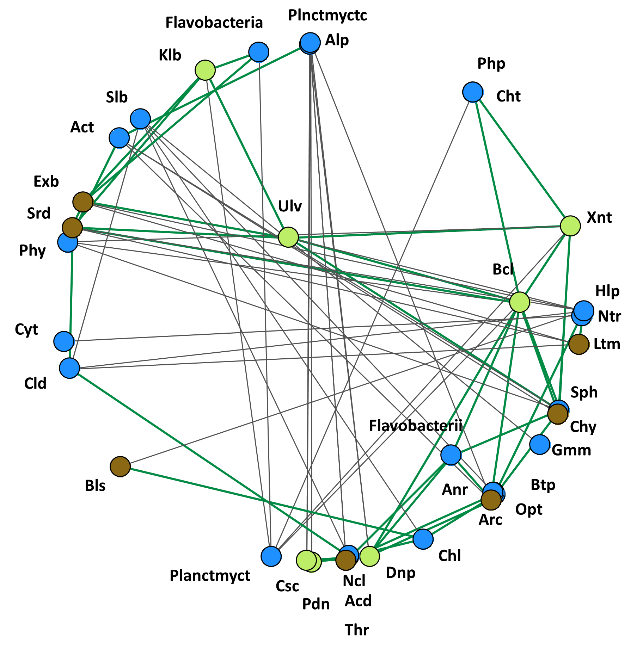 Flavobacteria
Plnctmyctc
Alp
Klb
Php
Cht
Slb
Act
Exb
Srd
Phy
Ulv
Xnt
Bcl
Hlp
Ntr
Ltm
Cyt
Cld
Sph
Chy
Flavobacterii
Gmm
Bls
Anr
Btp
Opt
Arc
Chl
Planctmyct
Csc
Pdn
Ncl
Acd
Thr
Dnp